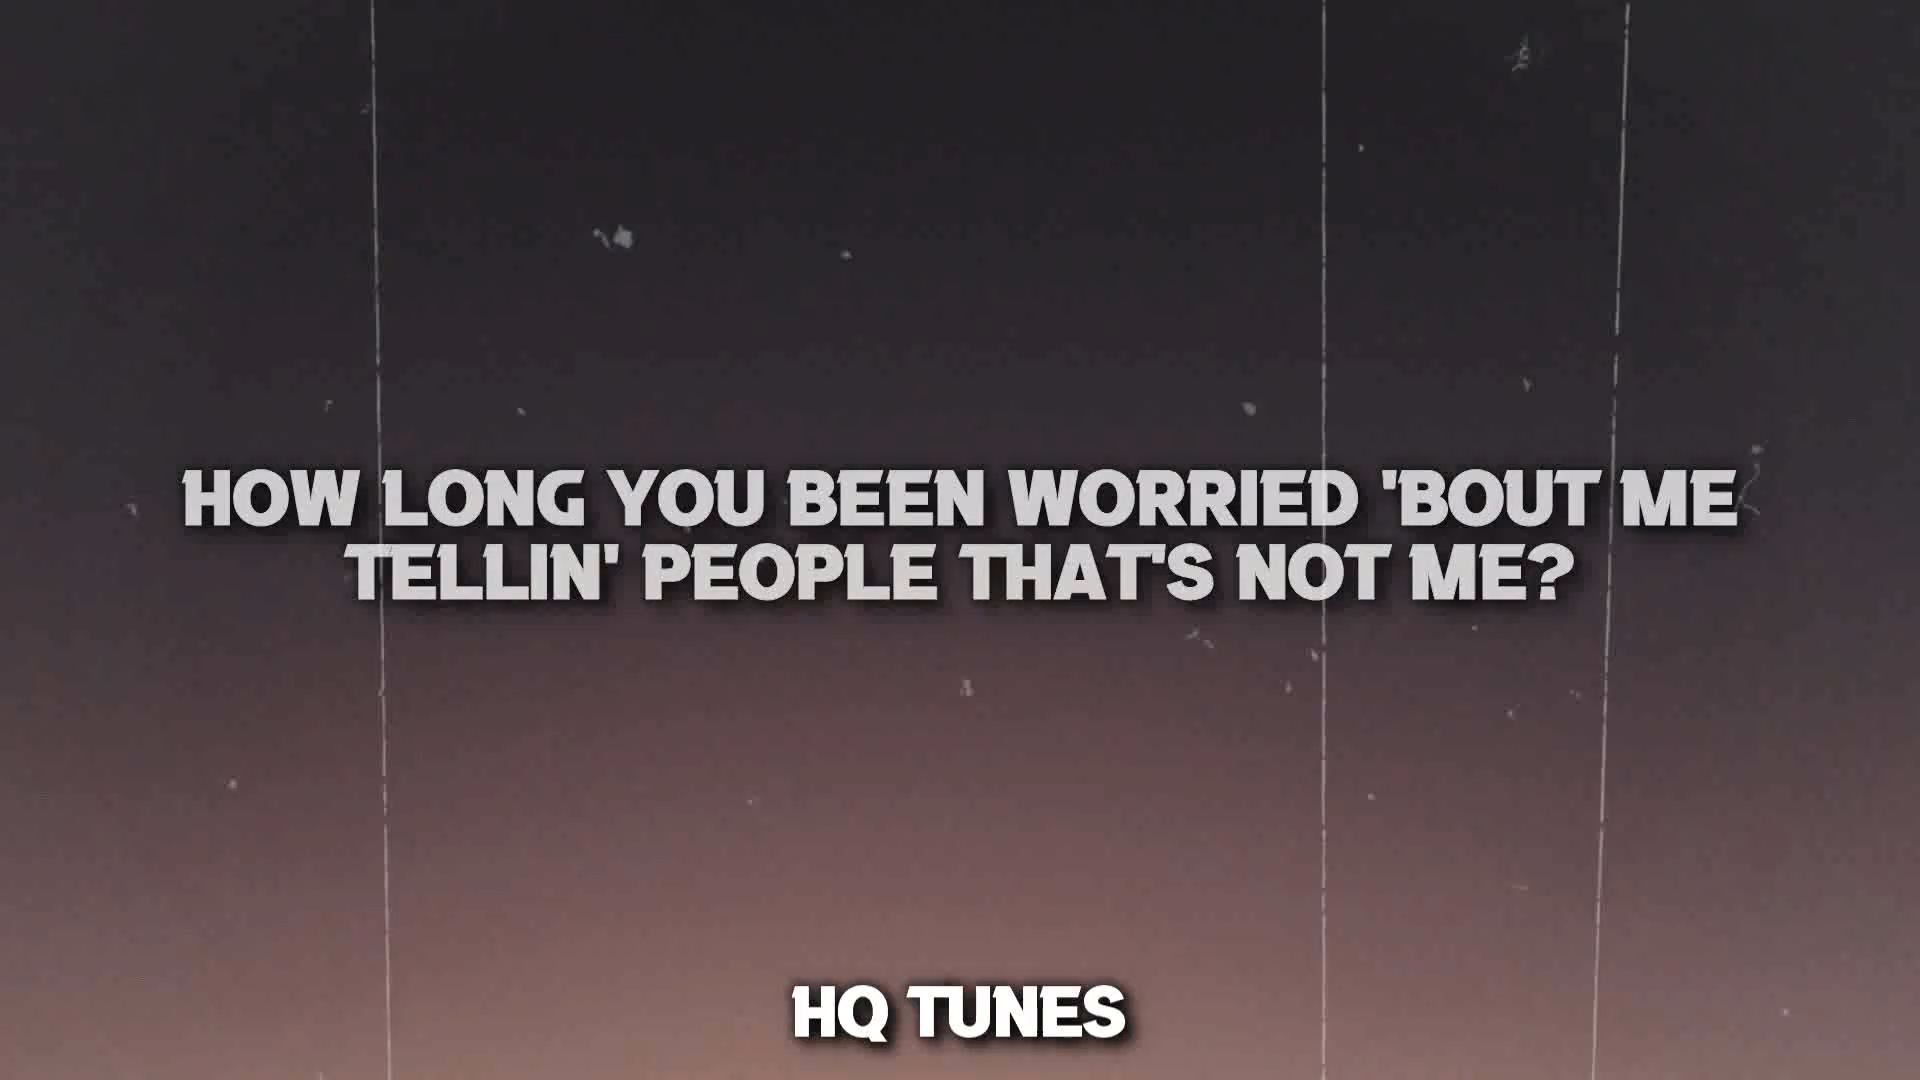 HOW LONG YOU BEEN WORRIED 'BOUT ME
TELLIN' PEOPLE THAT'S NOT ME?
HQ TUNES